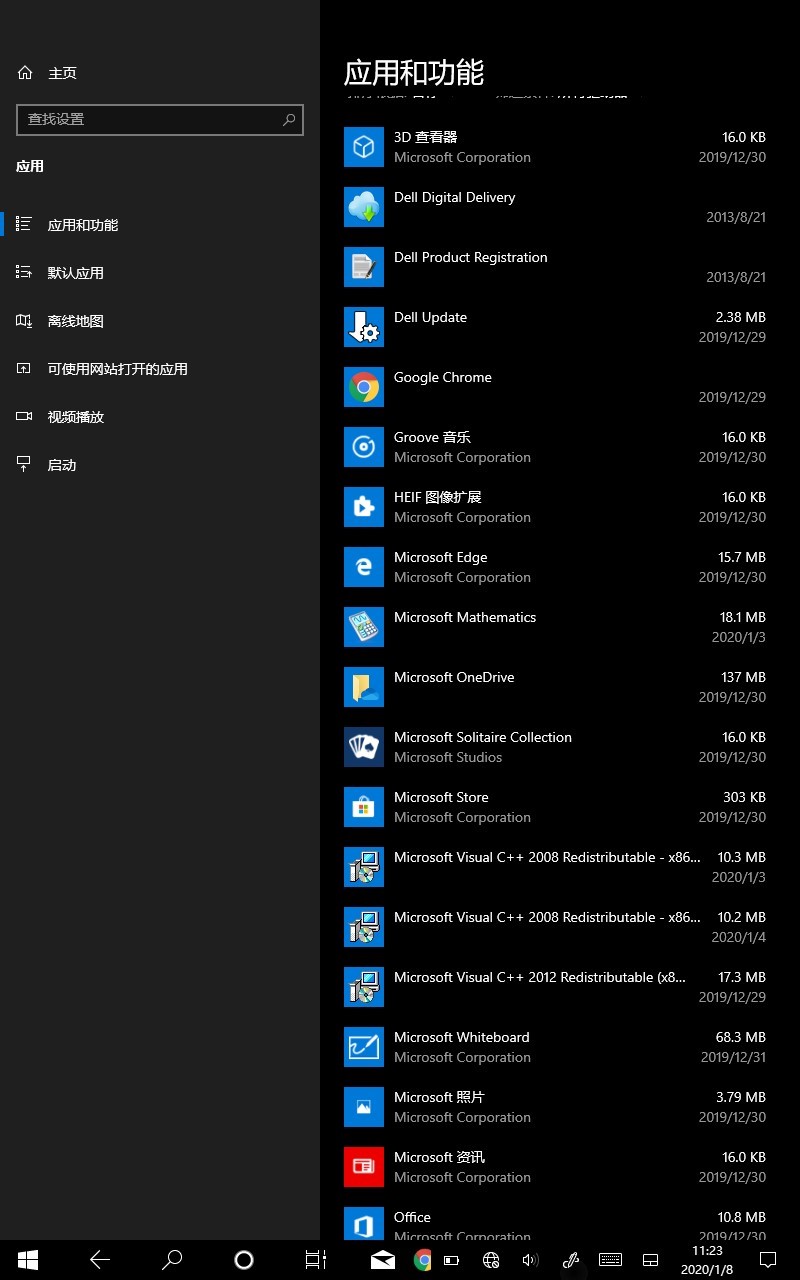 主页
查找设置
应用
应用和功能
默认应用
离线地图
可使用网站打开的应用
视频播放
启动
应用和功能
3D 查看器 16.0 KB
Microsoft Corporation 2019/12/30
Dell Digital Delivery
2013/8/21
Dell Product Registration
2013/8/21
Dell Update 2.38 MB
2019/12/29
Google Chrome
2019/12/29
Groove 音乐 16.0 KB
Microsoft Corporation 2019/12/30
HEIF 图像扩展 16.0 KB
Microsoft Corporation 2019/12/30
Microsoft Edge 15.7 MB
Microsoft Corporation 2019/12/30
Microsoft Mathematics 18.1 MB
2020/1/3
Microsoft OneDrive 137 MB
2019/12/30
Microsoft Solitaire Collection 16.0 KB
Microsoft Studios 2019/12/30
Microsoft Store 303 KB
Microsoft Corporation 2019/12/30
Microsoft Visual C++ 2008 Redistributable - x86... 10.3 MB
2020/1/3
Microsoft Visual C++ 2008 Redistributable - x86... 10.2 MB
2020/1/4
Microsoft Visual C++ 2012 Redistributable (x8... 17.3 MB
2019/12/29
Microsoft Whiteboard 68.3 MB
Microsoft Corporation 2019/12/31
Microsoft 照片 3.79 MB
Microsoft Corporation 2019/12/30
Microsoft 资讯 16.0 KB
Microsoft Corporation 2019/12/30
Office 10.8 MB
Microsoft Corporation 2019/12/30
11:23
2020/1/8